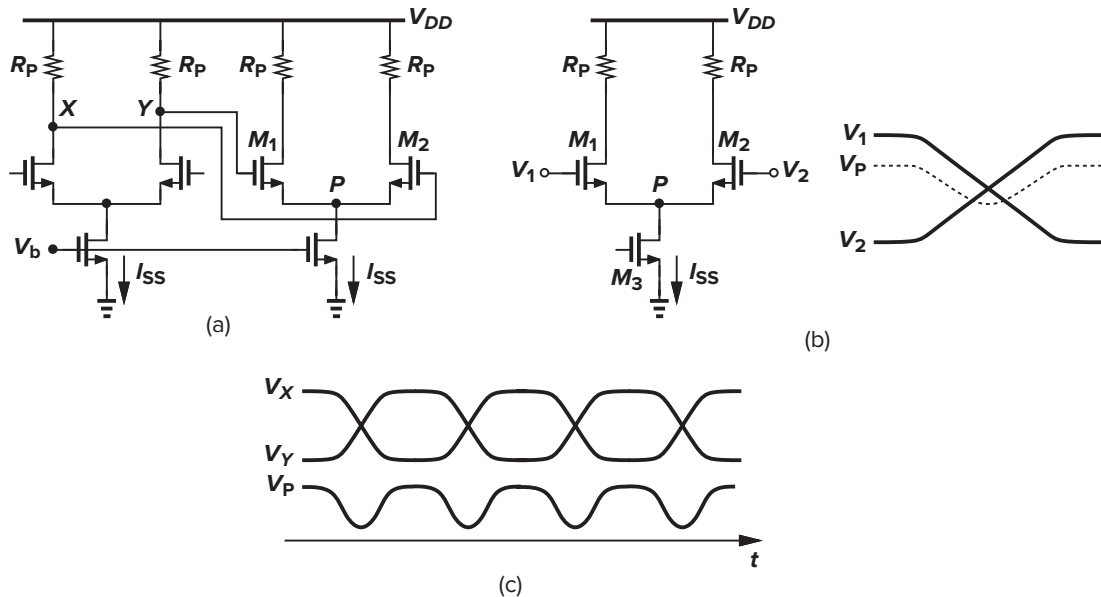 V_DD V_DD
R_P R_P R_P R_P R_P R_P
X Y M_1 M_2 M_1 M_2 V_1
P V_1 P V_2 V_P
V_b I_SS I_SS M_3 I_SS V_2
(a) (b)
V_X
V_Y
V_P
t
(c)